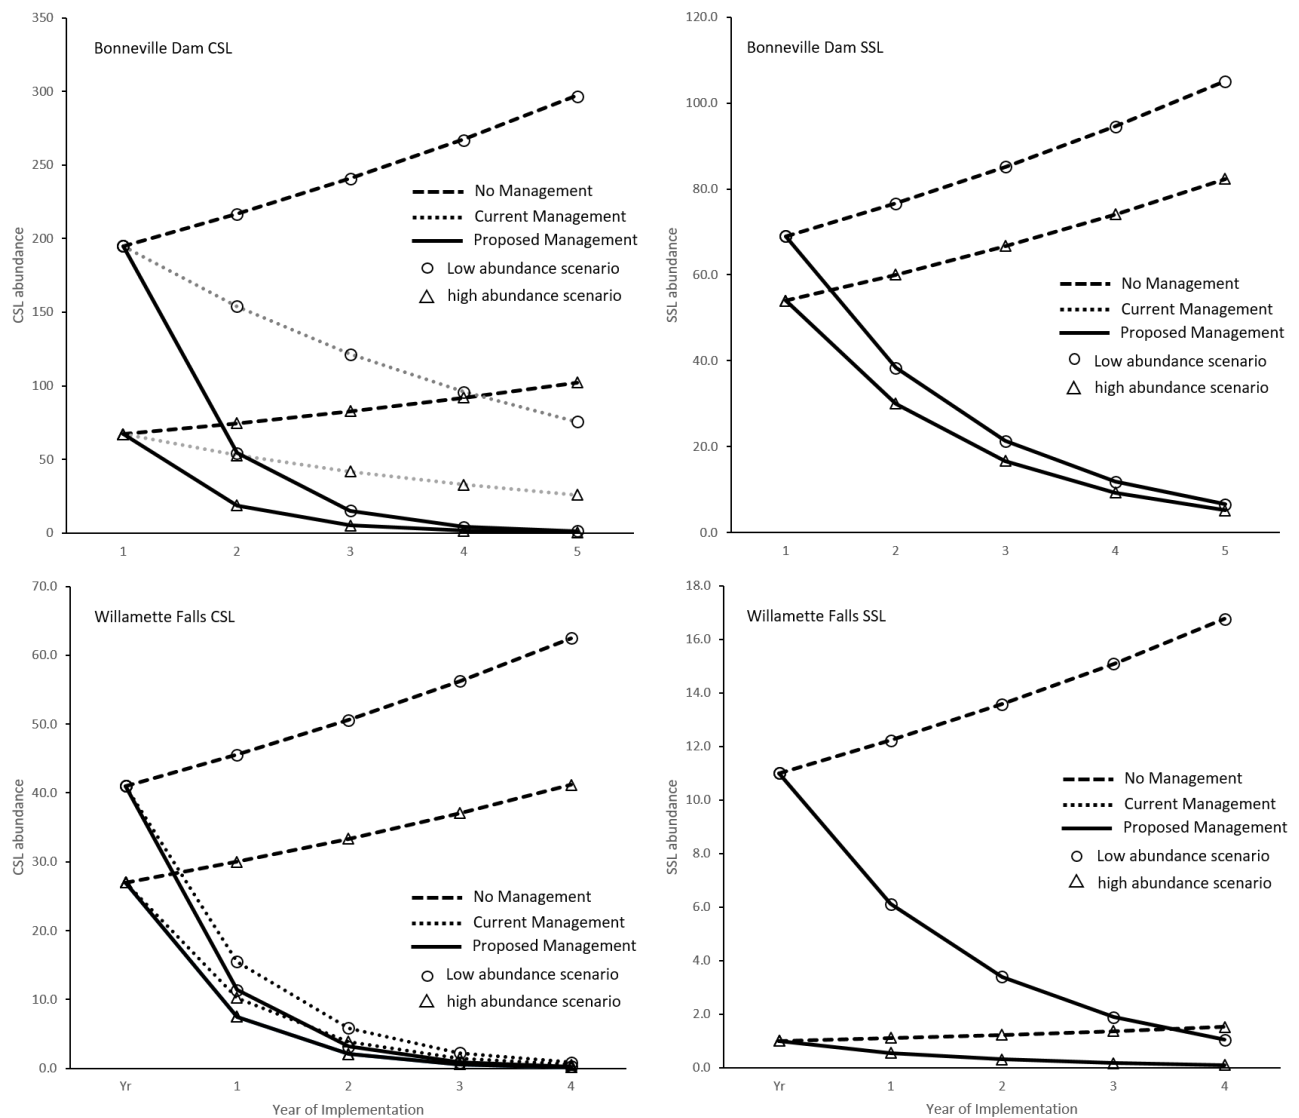 Bonneville Dam CSL
CSL abundance
350
300
250
200
150
100
50
0
1 2 3 4 5
No Management
Current Management
Proposed Management
Low abundance scenario
high abundance scenario
Bonneville Dam SSL
SSL abundance
120.0
100.0
80.0
60.0
40.0
20.0
0.0
1 2 3 4 5
No Management
Current Management
Proposed Management
Low abundance scenario
high abundance scenario
Willamette Falls CSL
CSL abundance
70.0
60.0
50.0
40.0
30.0
20.0
10.0
0.0
Yr 1 2 3 4
Year of Implementation
No Management
Current Management
Proposed Management
Low abundance scenario
high abundance scenario
Willamette Falls SSL
SSL abundance
18.0
16.0
14.0
12.0
10.0
8.0
6.0
4.0
2.0
0.0
Yr 1 2 3 4
Year of Implementation
No Management
Current Management
Proposed Management
Low abundance scenario
high abundance scenario